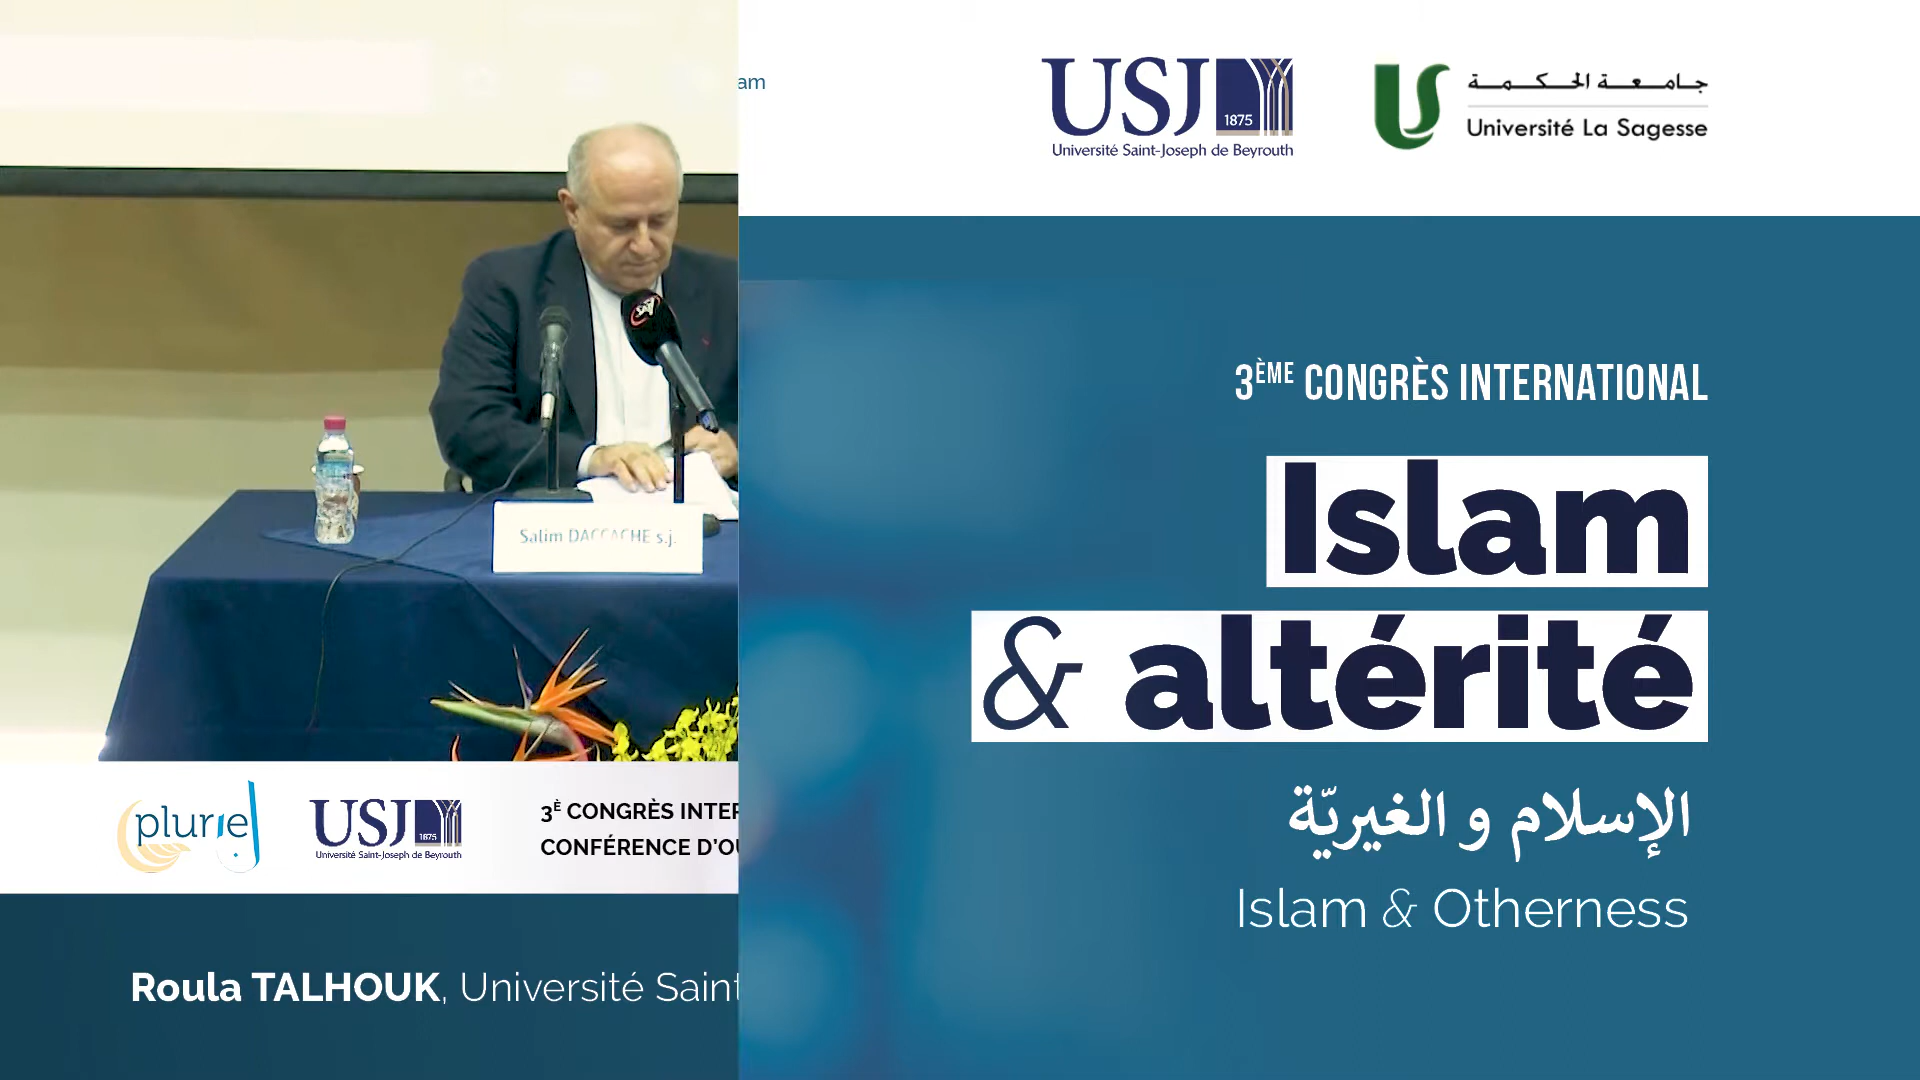 am
USJ
1875
Université Saint-Joseph de Beyrouth
جامعة الحكمة
Université La Sagesse
3ÈME CONGRÈS INTERNATIONAL
Islam
& altérité
الإسلام و الغيريّة
Islam & Otherness
Salim DACCACHE s.j.
pluriel
USJ
1875
Université Saint-Joseph de Beyrouth
3È CONGRÈS INTER
CONFÉRENCE D'OU
Roula TALHOUK, Université Saint